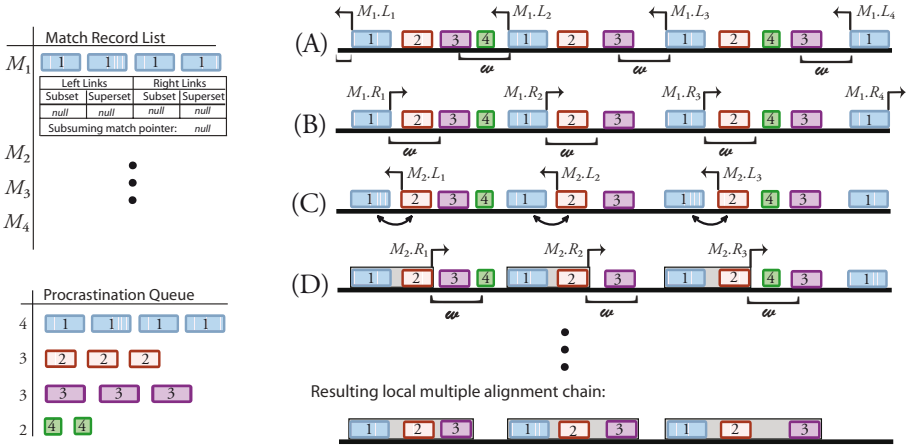 Match Record List
M1 1 1 1 1
Left Links Right Links
Subset Superset Subset Superset
null null null null
Subsuming match pointer: null
M2
M3
M4
Procrastination Queue
4 1 1 1 1
3 2 2 2
3 3 3 3
2 4 4
M1.L1 M1.L2 M1.L3 M1.L4
(A) 1 2 3 4 1 2 3 1 2 4 3 1
w w w
M1.R1 M1.R2 M1.R3 M1.R4
(B) 1 2 3 4 1 2 3 1 2 4 3 1
w w w
M2.L1 M2.L2 M2.L3
(C) 1 2 3 4 1 2 3 1 2 4 3 1
M2.R1 M2.R2 M2.R3
(D) 1 2 3 4 1 2 3 1 2 4 3 1
w w w
Resulting local multiple alignment chain:
1 2 3 1 2 3 1 2 3